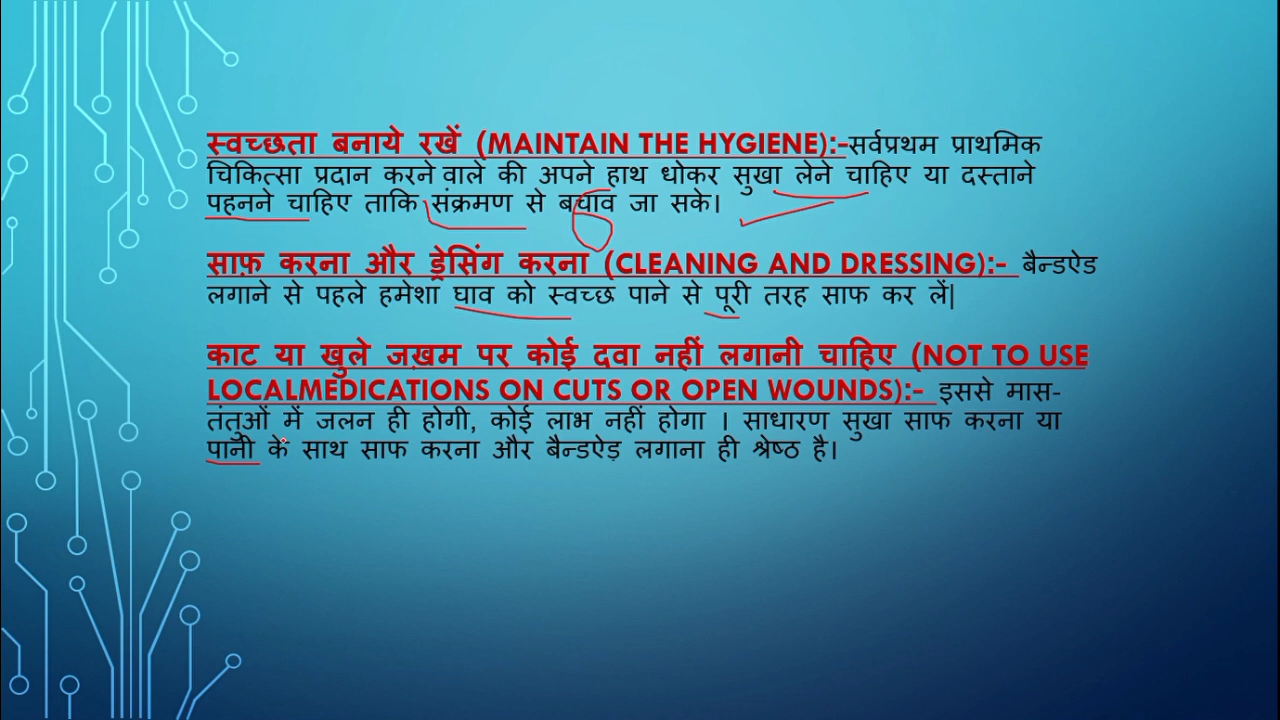 स्वच्छता बनाये रखें (MAINTAIN THE HYGIENE):-सर्वप्रथम प्राथमिक
चिकित्सा प्रदान करने वाले की अपने हाथ धोकर सुखा लेने चाहिए या दस्ताने
पहनने चाहिए ताकि संक्रमण से बचाव जा सके।
साफ़ करना और ड्रेसिंग करना (CLEANING AND DRESSING):- बैन्डऐड
लगाने से पहले हमेशा घाव को स्वच्छ पाने से पूरी तरह साफ कर लें|
काट या खुले जख़म पर कोई दवा नहीं लगानी चाहिए (NOT TO USE
LOCALMEDICATIONS ON CUTS OR OPEN WOUNDS):- इससे मास-
तंतुओं में जलन ही होगी, कोई लाभ नहीं होगा । साधारण सुखा साफ करना या
पानी के साथ साफ करना और बैन्डऐड़ लगाना ही श्रेष्ठ है।